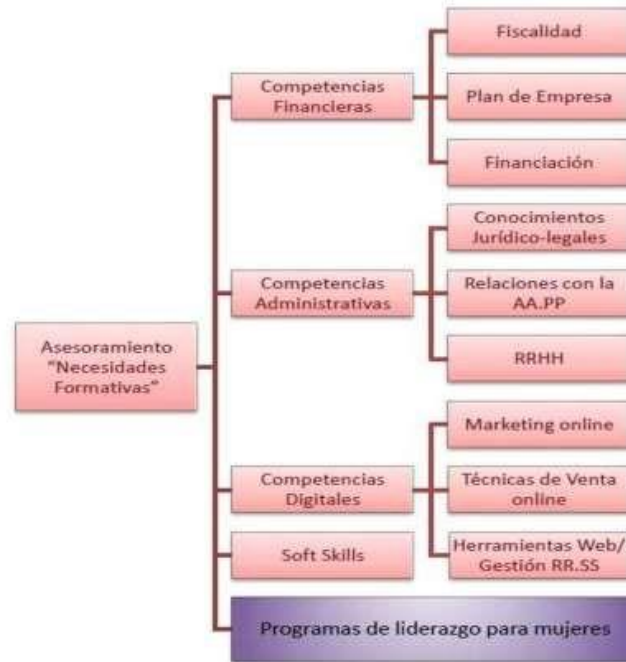 Asesoramiento
"Necesidades
Formativas"
Competencias
Financieras
Fiscalidad
Plan de Empresa
Financiación
Competencias
Administrativas
Conocimientos
Jurídico-legales
Relaciones con la
AA.PP
RRHH
Competencias
Digitales
Marketing online
Técnicas de Venta
online
Herramientas Web/
Gestión RR.SS
Soft Skills
Programas de liderazgo para mujeres